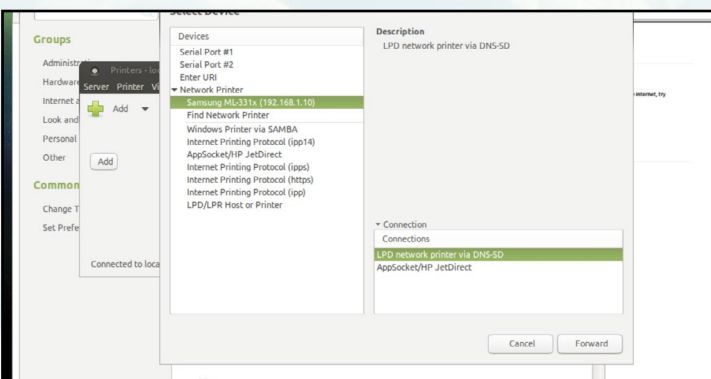 Select Device
Groups
Hardware
Internet a
Look and
Personal
Other
Common
Change T
Set Prefe
Printers - loc
Server Printer Vi
Add
Add
Connected to loca
Devices
Serial Port #1
Serial Port #2
Enter URI
Network Printer
Samsung ML-331x (192.168.1.10)
Find Network Printer
Windows Printer via SAMBA
Internet Printing Protocol (ipp14)
AppSocket/HP JetDirect
Internet Printing Protocol (ipps)
Internet Printing Protocol (https)
Internet Printing Protocol (ipp)
LPD/LPR Host or Printer
Description
LPD network printer via DNS-SD
Connection
Connections
LPD network printer via DNS-SD
AppSocket/HP JetDirect
Cancel Forward
internet, try